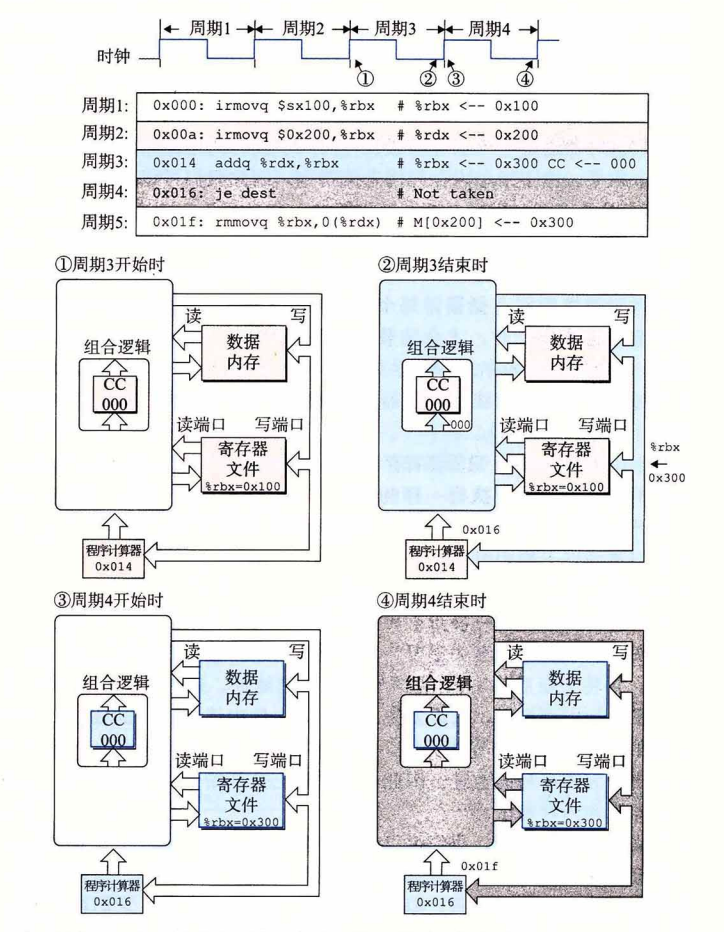 周期1 周期2 周期3 周期4
时钟
① ② ③ ④
周期1: 0x000: irmovq $sx100,%rbx # %rbx <-- 0x100
周期2: 0x00a: irmovq $0x200,%rbx # %rdx <-- 0x200
周期3: 0x014 addq %rdx,%rbx # %rbx <-- 0x300 CC <-- 000
周期4: 0x016: je dest # Not taken
周期5: 0x01f: rmmovq %rbx,0(%rdx) # M[0x200] <-- 0x300
①周期3开始时
读 写
组合逻辑
数据
内存
CC
000
读端口 写端口
寄存器
文件
%rbx=0x100
程序计算器
0x014
②周期3结束时
读 写
组合逻辑
数据
内存
CC
000
000
读端口 写端口
寄存器
文件
%rbx=0x100
%rbx
0x300
0x016
程序计算器
0x014
③周期4开始时
读 写
组合逻辑
数据
内存
CC
000
读端口 写端口
寄存器
文件
%rbx=0x300
程序计算器
0x016
④周期4结束时
读 写
组合逻辑
数据
内存
CC
000
读端口 写端口
寄存器
文件
%rbx=0x300
0x01f
程序计算器
0x016